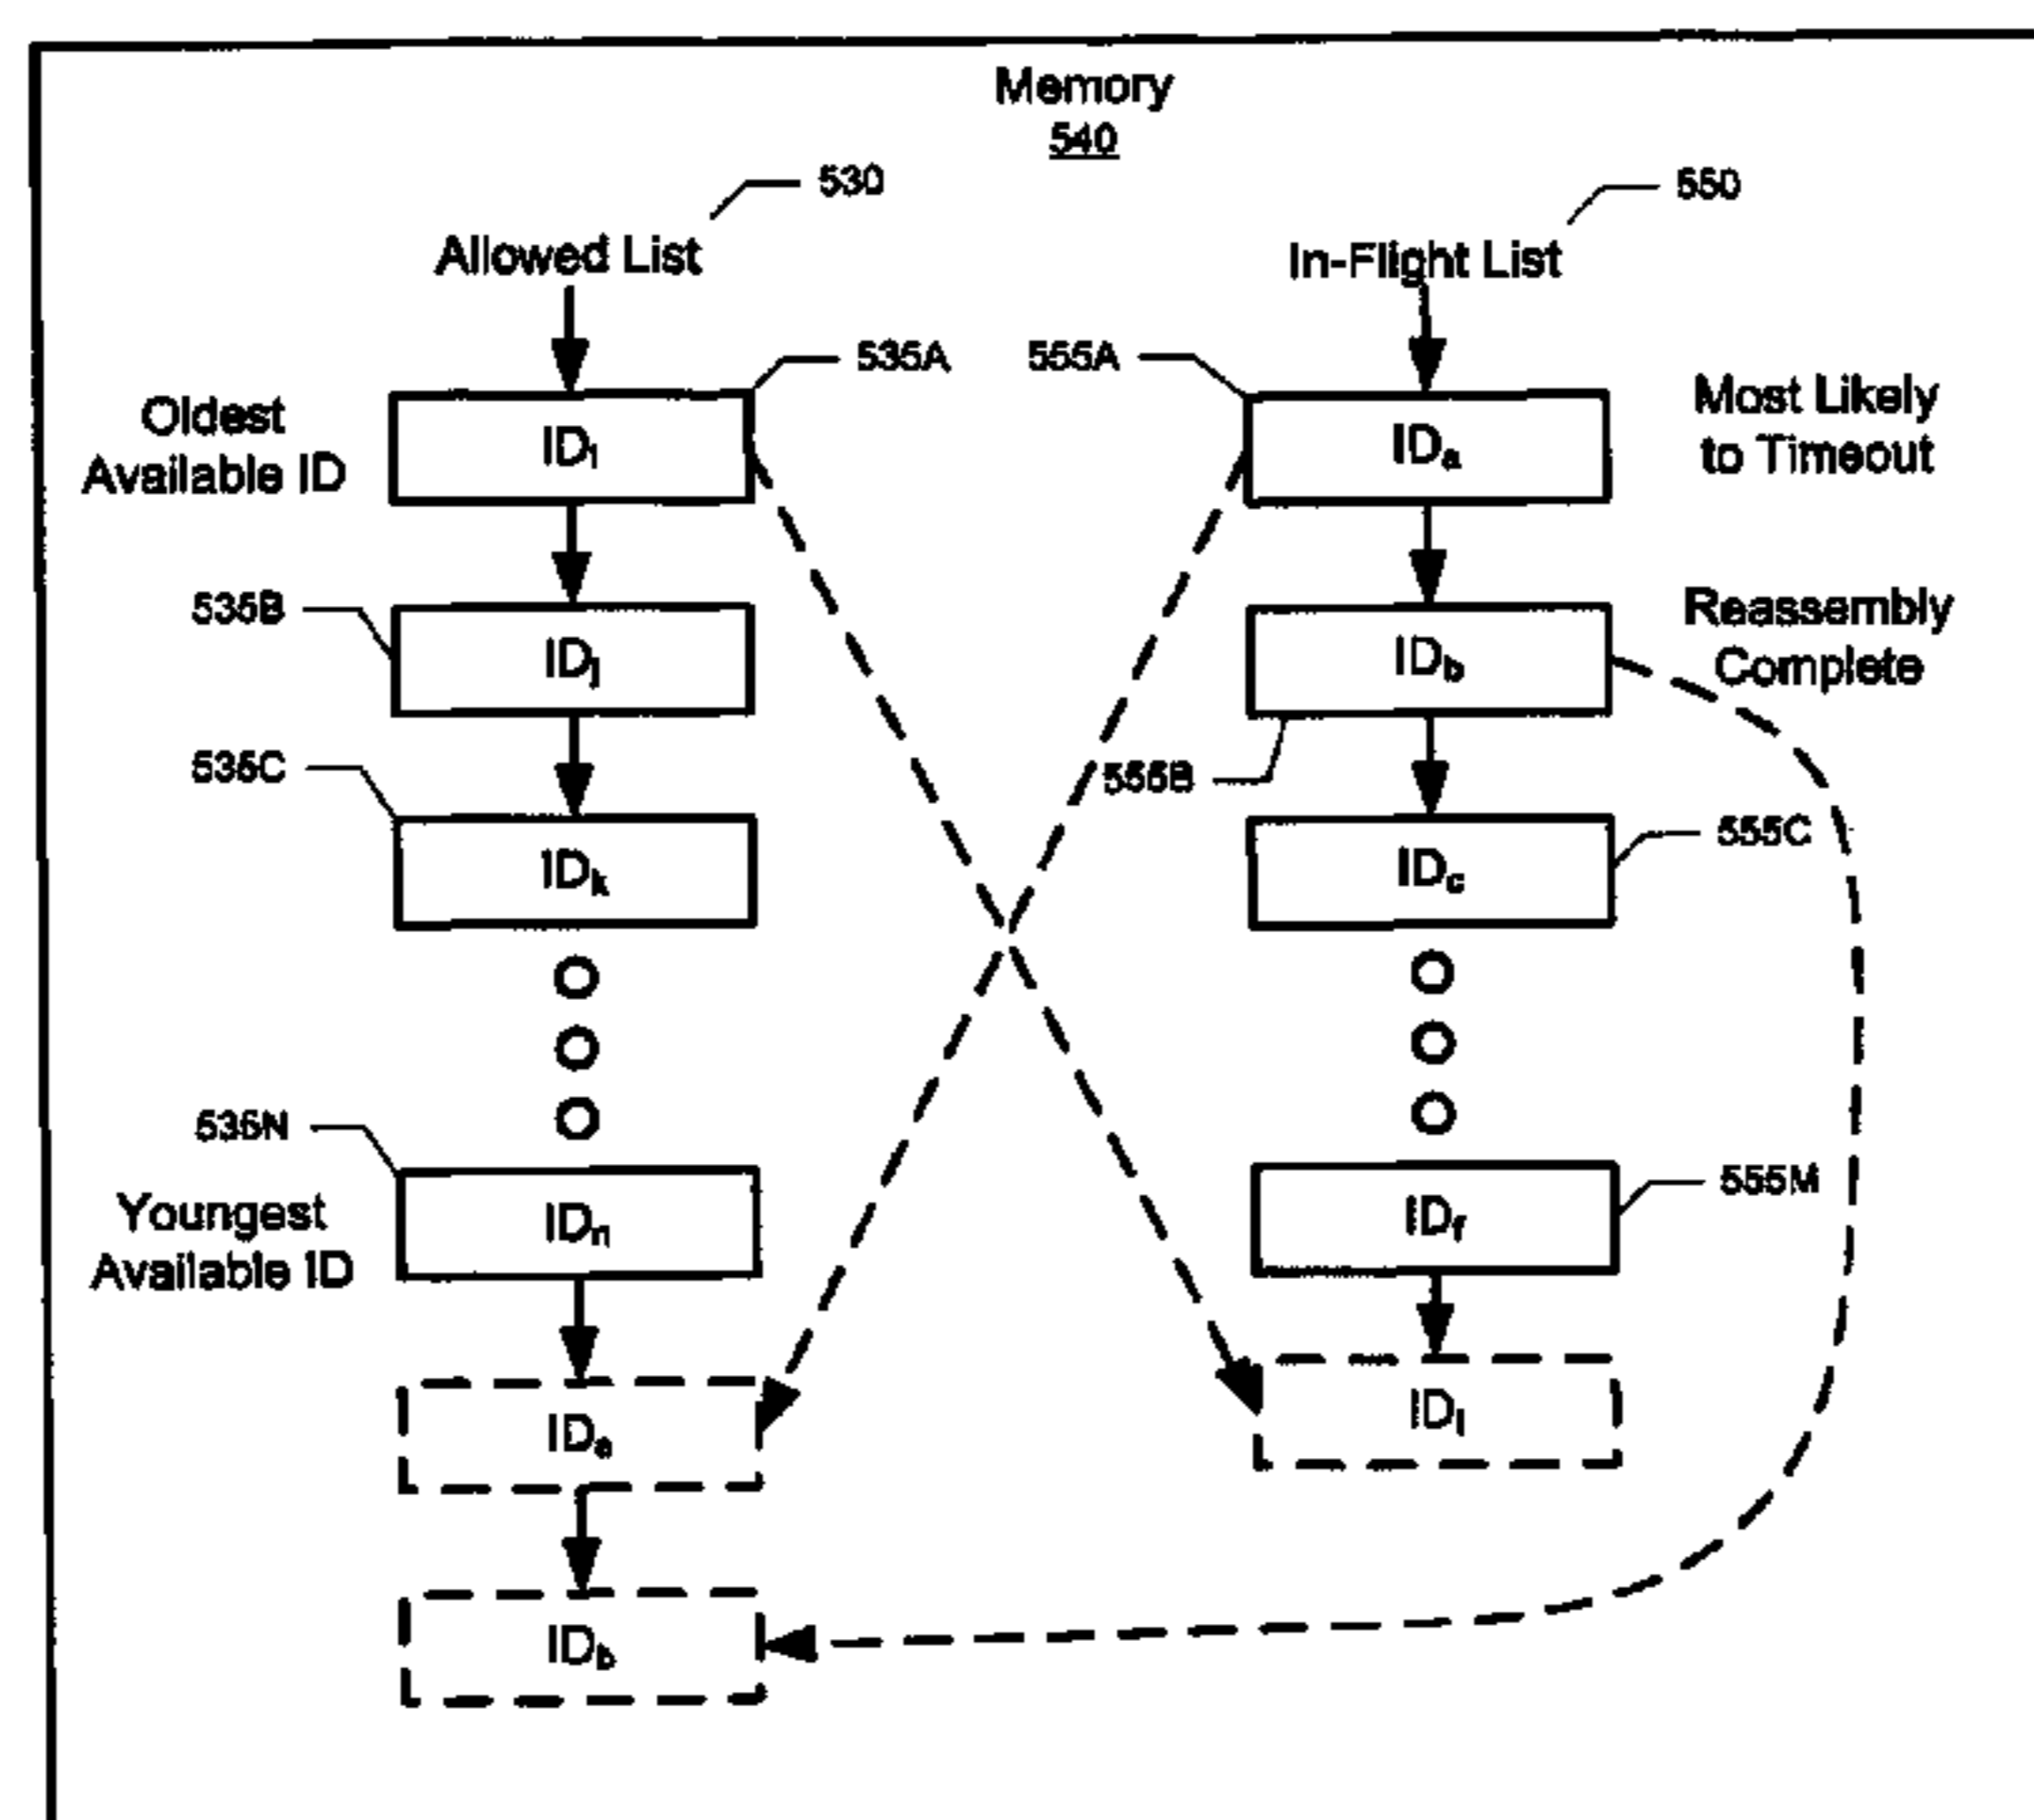 Memory
540
530
550
Allowed List
In-Flight List
535A
555A
Oldest
Available ID
IDi
IDa
Most Likely
to Timeout
535B
IDj
IDb
Reassembly
Complete
535C
555B
IDk
IDc
555C
535N
Youngest
Available ID
IDn
IDf
555M
IDa
IDi
IDb